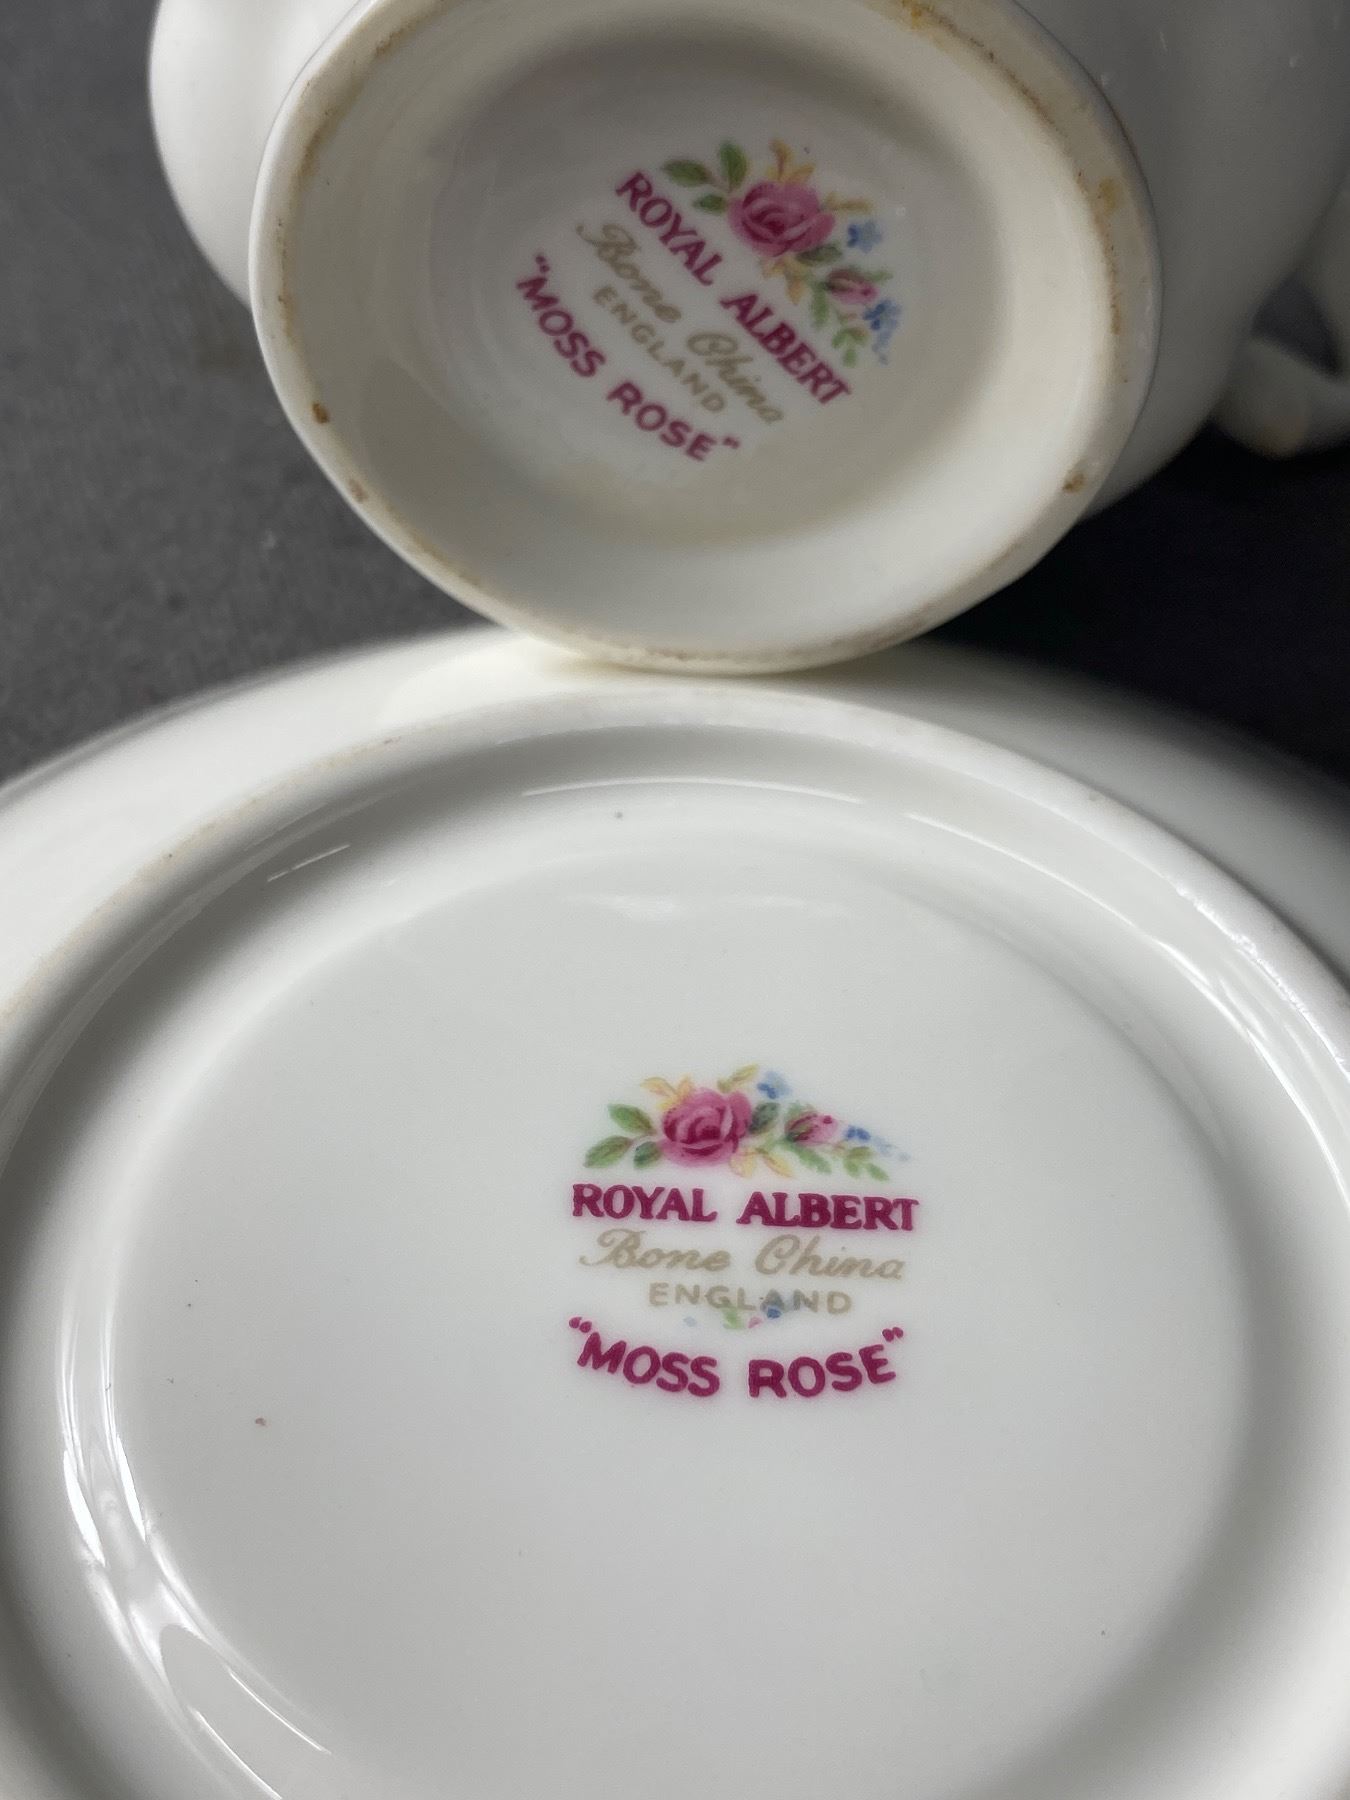 ROYAL ALBERT
Bone China
ENGLAND
"MOSS ROSE"
ROYAL ALBERT
Bone China
ENGLAND
"MOSS ROSE"